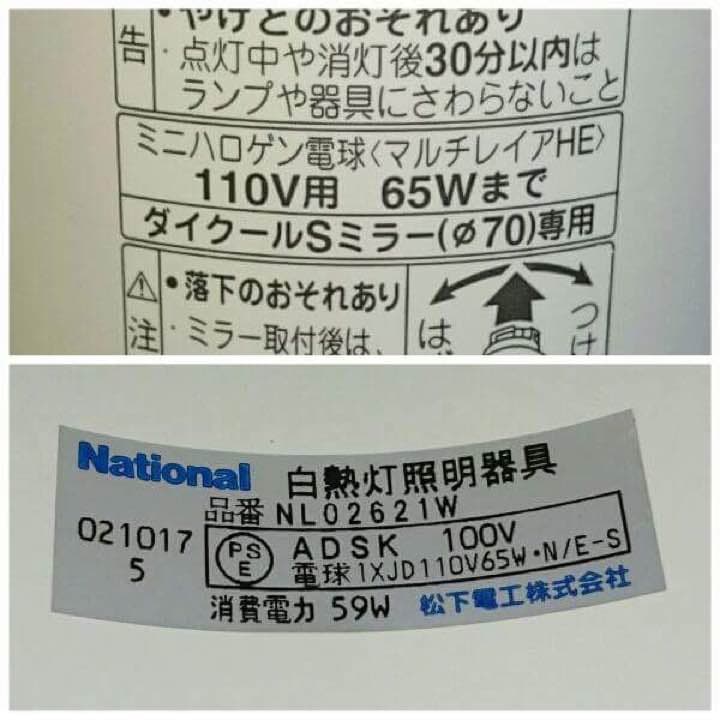 ・やけどのおそれあり
告
・点灯中や消灯後30分以内は
ランプや器具にさわらないこと
ミニハロゲン電球〈マルチレイアHE〉
110V用 65Wまで
ダイクールSミラー(φ70)専用
⚠ 注
・落下のおそれあり
・ミラー取付後は、
は
つけ
National 白熱灯照明器具
品番 NL02621W
021017
5
PSE ADSK 100V
電球1XJD110V65W・N/E-S
消費電力 59W 松下電工株式会社